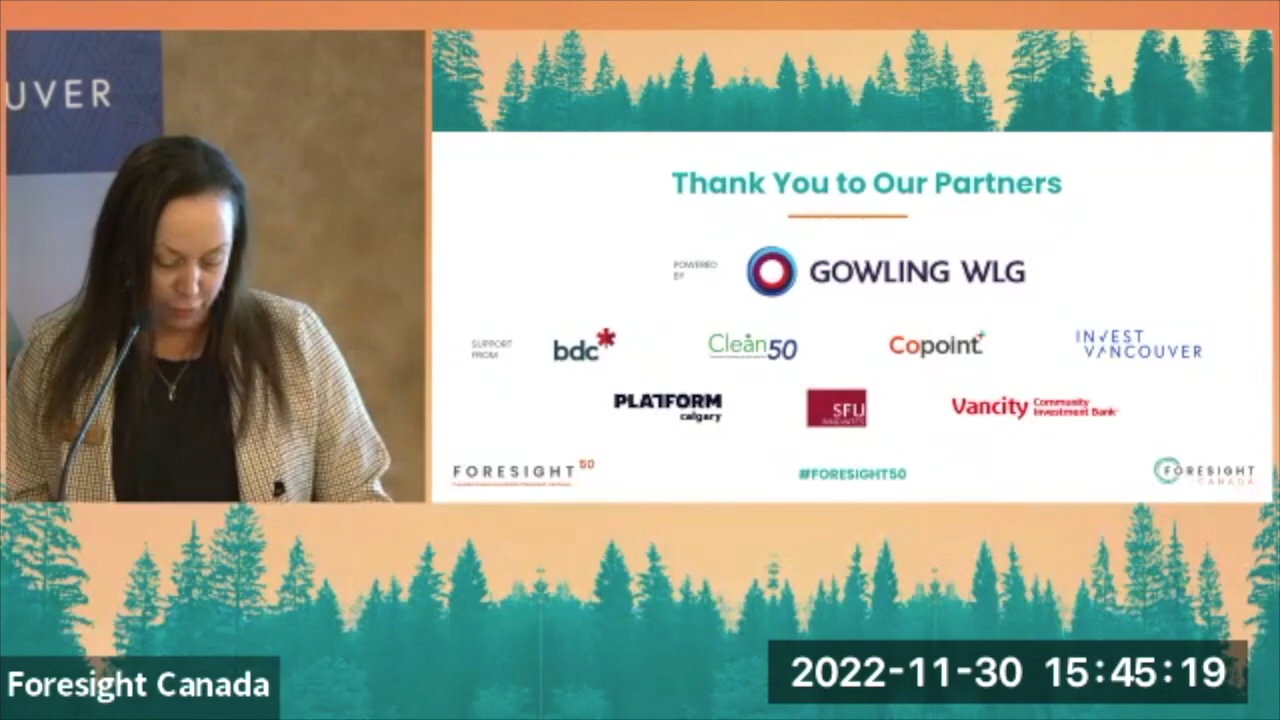 UVER
Thank You to Our Partners
POWERED
BY
GOWLING WLG
SUPPORT
FROM
bdc
Clean50
Copoint
INVEST
VANCOUVER
PLATFORM
calgary
SFU
INNOVATES
Vancity Community
Investment Bank
FORESIGHT 50
#FORESIGHT50
FORESIGHT
CANADA
Foresight Canada
2022-11-30 15:45:19